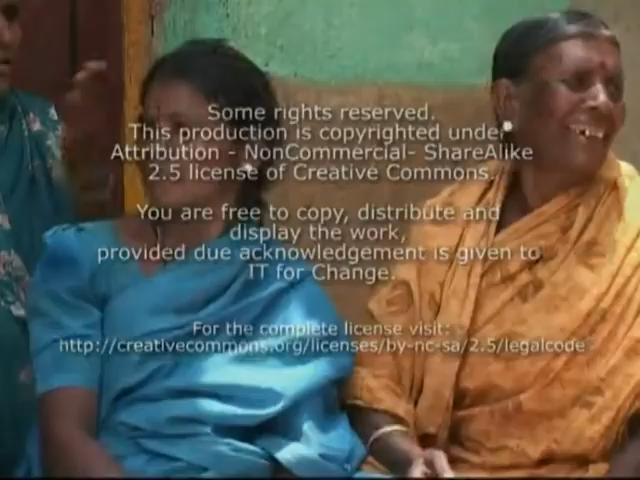 Some rights reserved.
This production is copyrighted under
Attribution - NonCommercial- ShareAlike
2.5 license of Creative Commons.
You are free to copy, distribute and
display the work,
provided due acknowledgement is given to
IT for Change.
For the complete license visit:
http://creativecommons.org/licenses/by-nc-sa/2.5/legalcode